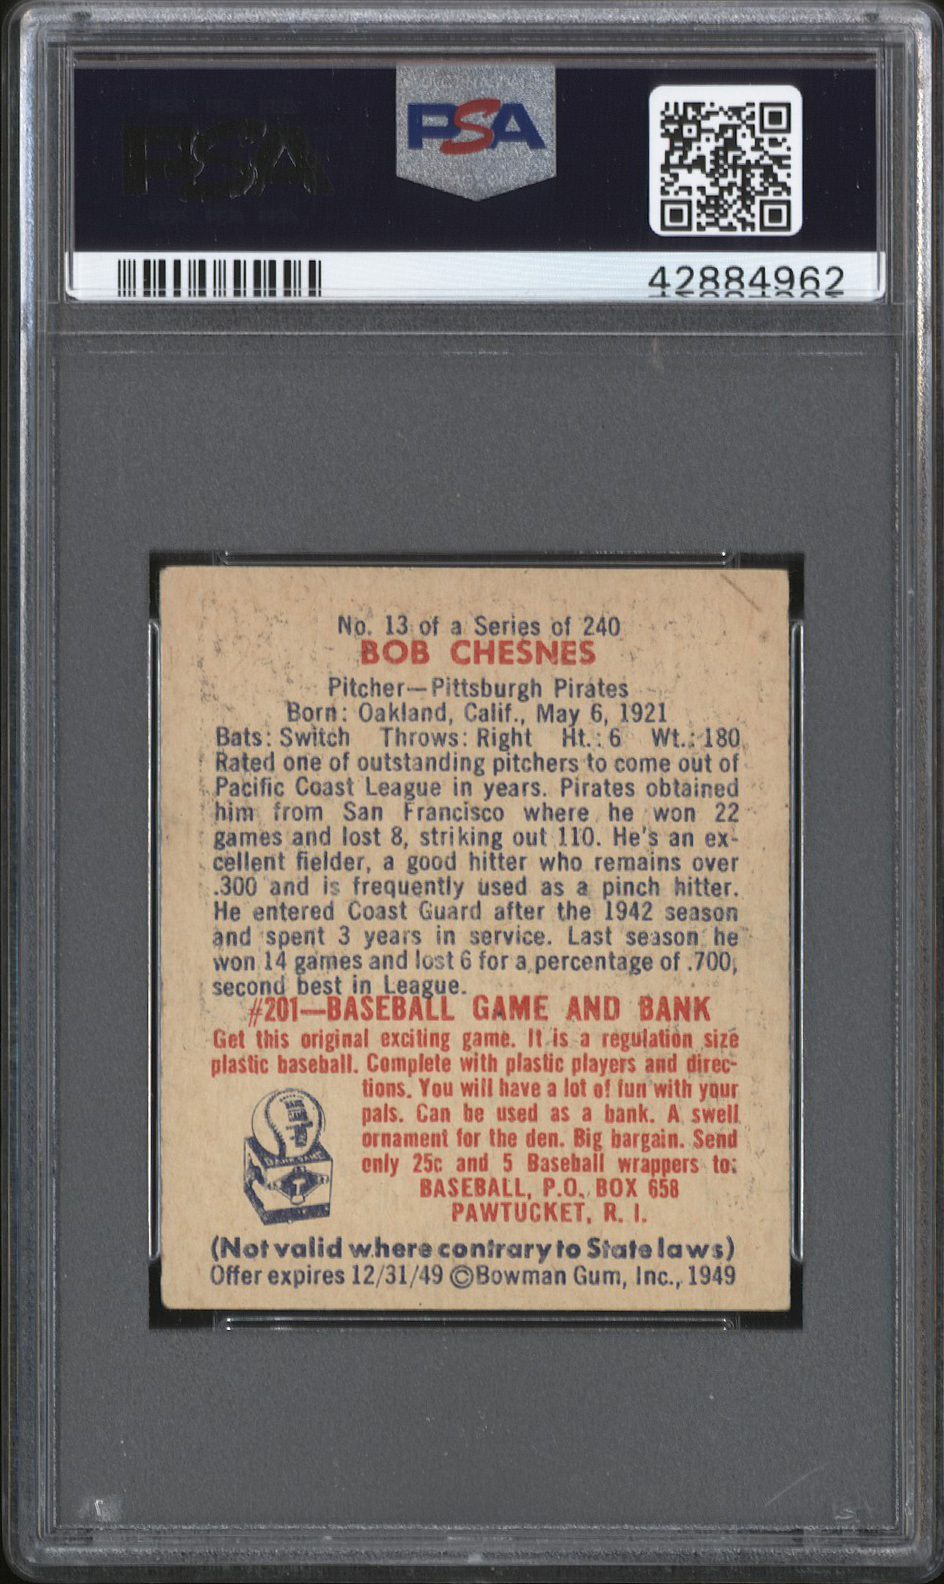 PSA
42884962
No. 13 of a Series of 240
BOB CHESNES
Pitcher—Pittsburgh Pirates
Born: Oakland, Calif., May 6, 1921
Bats: Switch Throws: Right Ht.: 6 Wt.: 180
Rated one of outstanding pitchers to come out of
Pacific Coast League in years. Pirates obtained
him from San Francisco where he won 22
games and lost 8, striking out 110. He's an ex-
cellent fielder, a good hitter who remains over
.300 and is frequently used as a pinch hitter.
He entered Coast Guard after the 1942 season
and spent 3 years in service. Last season he
won 14 games and lost 6 for a percentage of .700,
second best in League.
#201—BASEBALL GAME AND BANK
Get this original exciting game. It is a regulation size
plastic baseball. Complete with plastic players and direc-
tions. You will have a lot of fun with your
pals. Can be used as a bank. A swell
ornament for the den. Big bargain. Send
only 25c and 5 Baseball wrappers to:
BASEBALL, P.O. BOX 658
PAWTUCKET, R. I.
(Not valid where contrary to State laws)
Offer expires 12/31/49 ©Bowman Gum, Inc., 1949